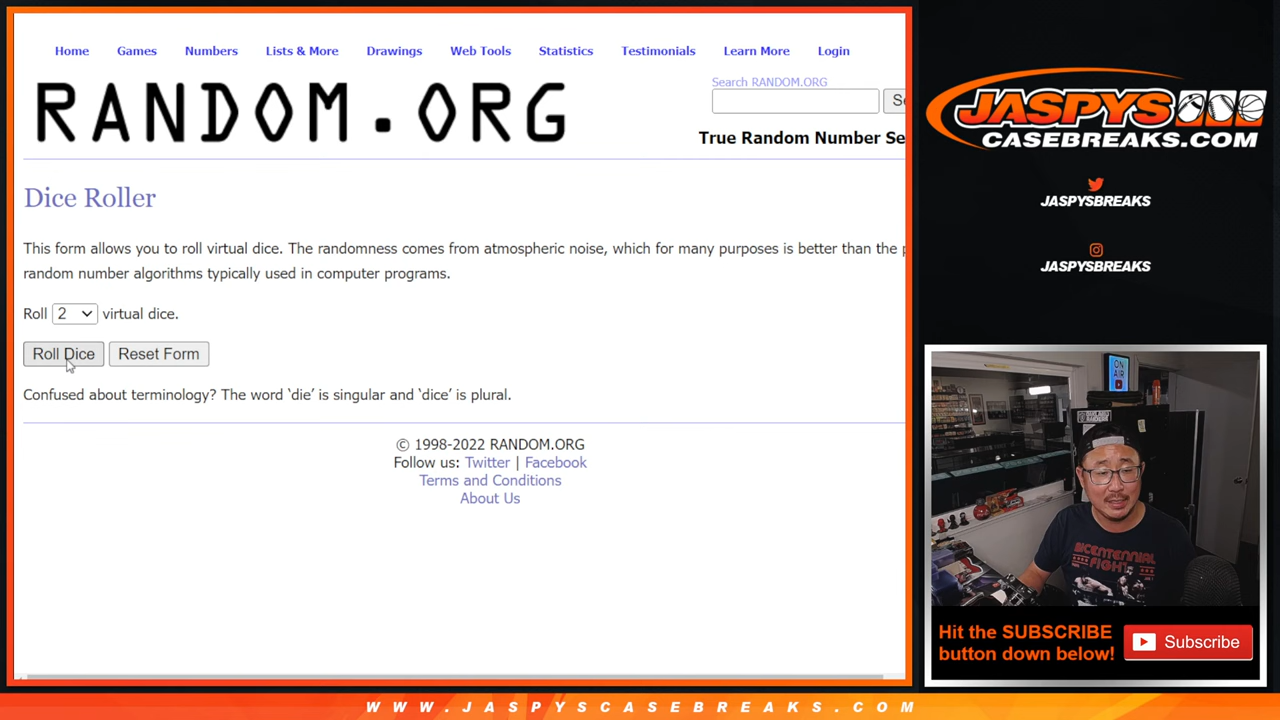 Home Games Numbers Lists & More Drawings Web Tools Statistics Testimonials Learn More Login
RANDOM.ORG
Search RANDOM.ORG
True Random Number Se
Dice Roller
This form allows you to roll virtual dice. The randomness comes from atmospheric noise, which for many purposes is better than the p
random number algorithms typically used in computer programs.
Roll 2 virtual dice.
Roll Dice Reset Form
Confused about terminology? The word ‘die’ is singular and ‘dice’ is plural.
© 1998-2022 RANDOM.ORG
Follow us: Twitter | Facebook
Terms and Conditions
About Us
JASPYS
CASEBREAKS.COM
JASPYSBREAKS
JASPYSBREAKS
ON
AIR
BICENTENNIAL
FIGHT
Hit the SUBSCRIBE
button down below!
Subscribe
WWW.JASPYSCASEBREAKS.COM